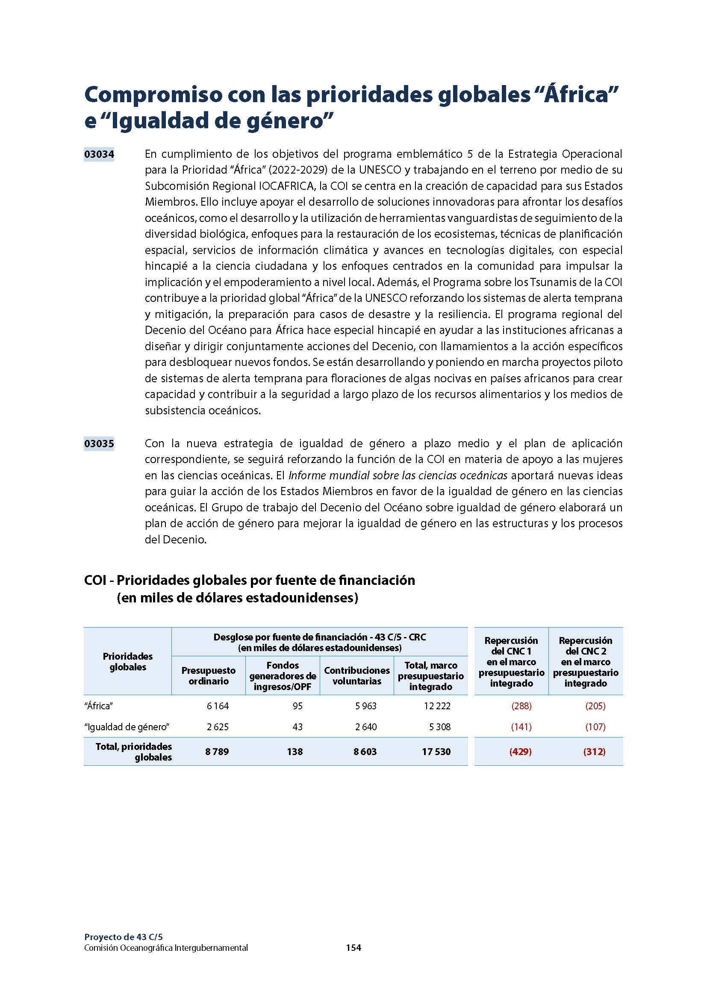 Compromiso con las prioridades globales “África”
e “Igualdad de género”
03034 En cumplimiento de los objetivos del programa emblemático 5 de la Estrategia Operacional
para la Prioridad “África” (2022-2029) de la UNESCO y trabajando en el terreno por medio de su
Subcomisión Regional IOCAFRICA, la COI se centra en la creación de capacidad para sus Estados
Miembros. Ello incluye apoyar el desarrollo de soluciones innovadoras para afrontar los desafíos
oceánicos, como el desarrollo y la utilización de herramientas vanguardistas de seguimiento de la
diversidad biológica, enfoques para la restauración de los ecosistemas, técnicas de planificación
espacial, servicios de información climática y avances en tecnologías digitales, con especial
hincapié a la ciencia ciudadana y los enfoques centrados en la comunidad para impulsar la
implicación y el empoderamiento a nivel local. Además, el Programa sobre los Tsunamis de la COI
contribuye a la prioridad global “África” de la UNESCO reforzando los sistemas de alerta temprana
y mitigación, la preparación para casos de desastre y la resiliencia. El programa regional del
Decenio del Océano para África hace especial hincapié en ayudar a las instituciones africanas a
diseñar y dirigir conjuntamente acciones del Decenio, con llamamientos a la acción específicos
para desbloquear nuevos fondos. Se están desarrollando y poniendo en marcha proyectos piloto
de sistemas de alerta temprana para floraciones de algas nocivas en países africanos para crear
capacidad y contribuir a la seguridad a largo plazo de los recursos alimentarios y los medios de
subsistencia oceánicos.
03035 Con la nueva estrategia de igualdad de género a plazo medio y el plan de aplicación
correspondiente, se seguirá reforzando la función de la COI en materia de apoyo a las mujeres
en las ciencias oceánicas. El Informe mundial sobre las ciencias oceánicas aportará nuevas ideas
para guiar la acción de los Estados Miembros en favor de la igualdad de género en las ciencias
oceánicas. El Grupo de trabajo del Decenio del Océano sobre igualdad de género elaborará un
plan de acción de género para mejorar la igualdad de género en las estructuras y los procesos
del Decenio.
COI - Prioridades globales por fuente de financiación
(en miles de dólares estadounidenses)
Prioridades
globales
Desglose por fuente de financiación - 43 C/5 - CRC
(en miles de dólares estadounidenses)
Presupuesto
ordinario
Fondos
generadores de
ingresos/OPF
Contribuciones
voluntarias
Total, marco
presupuestario
integrado
Repercusión
del CNC 1
en el marco
presupuestario
integrado
Repercusión
del CNC 2
en el marco
presupuestario
integrado
“África” 6 164 95 5 963 12 222 (288) (205)
“Igualdad de género” 2 625 43 2 640 5 308 (141) (107)
Total, prioridades
globales 8 789 138 8 603 17 530 (429) (312)
Proyecto de 43 C/5
Comisión Oceanográfica Intergubernamental 154